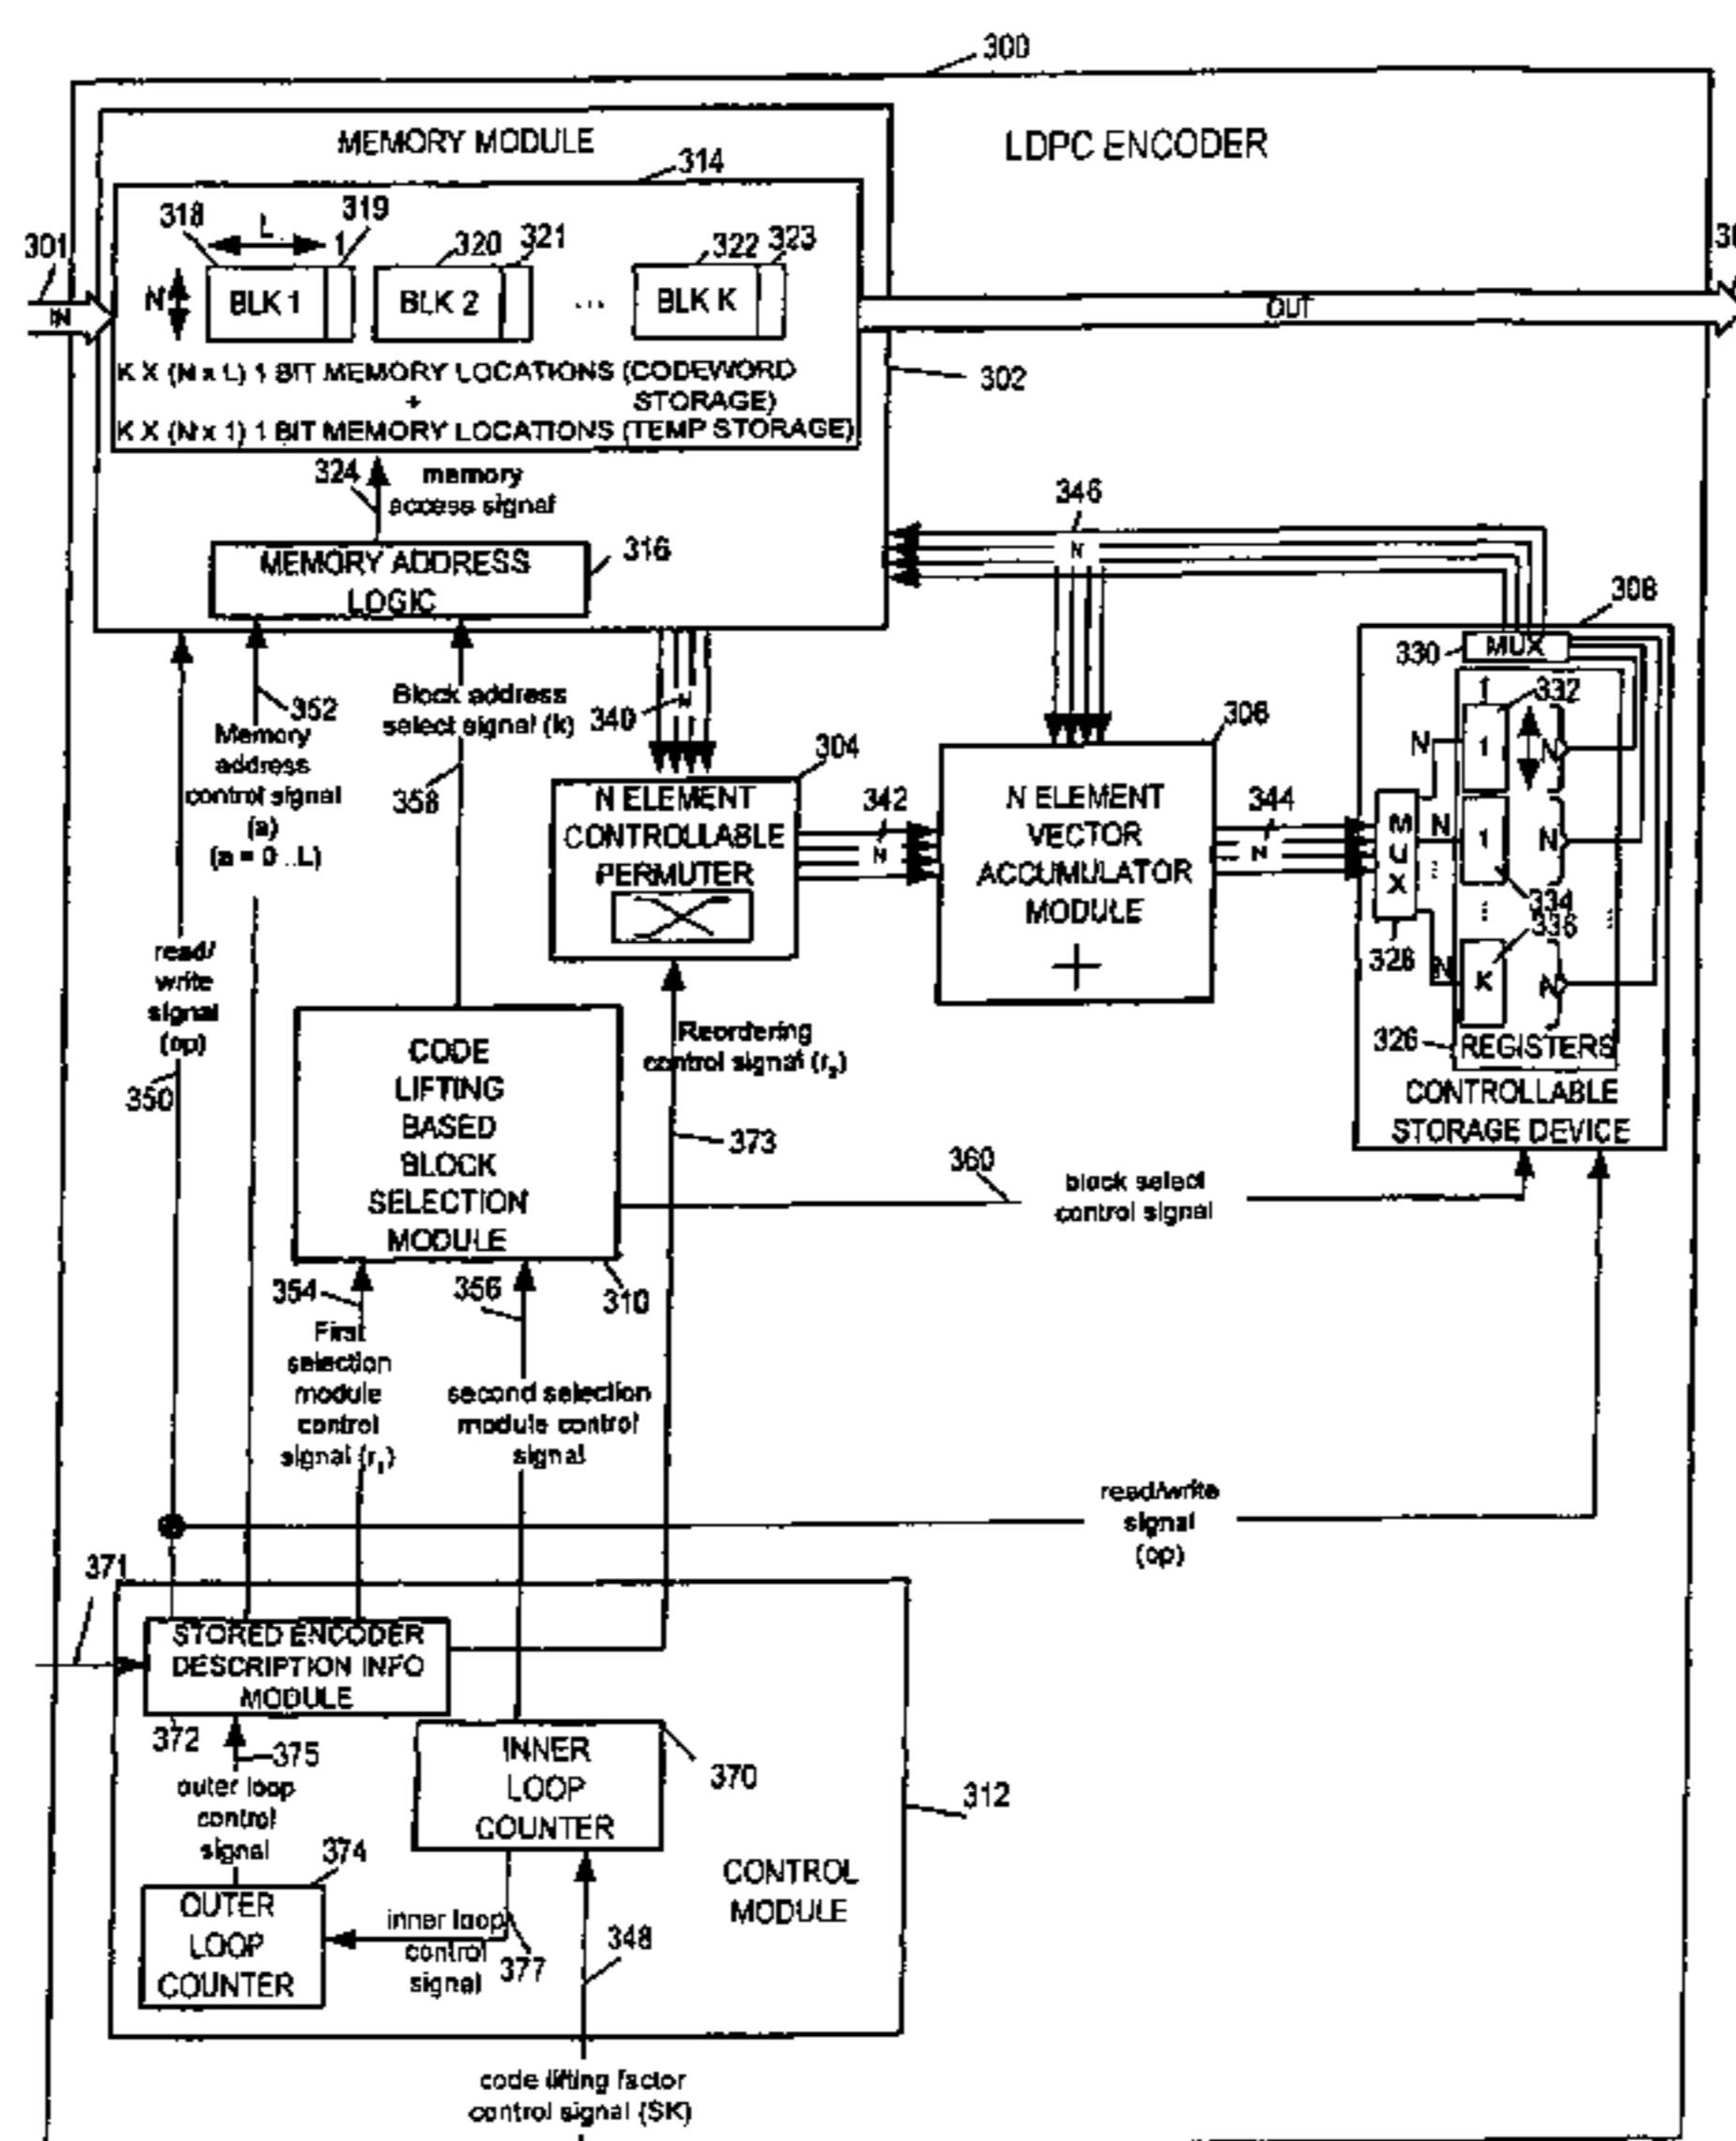 300
MEMORY MODULE
LDPC ENCODER
314
318
L
1
319
320
321
322
323
301
IN
N
BLK 1
BLK 2
...
BLK K
OUT
K X (N x L) 1 BIT MEMORY LOCATIONS (CODEWORD
STORAGE)
+
K X (N x 1) 1 BIT MEMORY LOCATIONS (TEMP STORAGE)
302
324
memory
access signal
MEMORY ADDRESS
LOGIC
316
346
N
308
330
MUX
352
Memory
address
control signal
(a)
(a = 0 ..L)
Block address
select signal (k)
358
340
N
304
N ELEMENT
CONTROLLABLE
PERMUTER
342
N
306
N ELEMENT
VECTOR
ACCUMULATOR
MODULE
+
344
N
M
U
X
328
1
332
N
1
N
N
1
N
334
336
N
K
N
326
REGISTERS
CONTROLLABLE
STORAGE DEVICE
read/
write
signal
(op)
350
CODE
LIFTING
BASED
BLOCK
SELECTION
MODULE
310
Reordering
control signal (r₂)
373
360
block select
control signal
354
First
selection
module
control
signal (r₁)
356
second selection
module control
signal
read/write
signal
(op)
371
STORED ENCODER
DESCRIPTION INFO
MODULE
372
375
outer loop
control
signal
374
OUTER
LOOP
COUNTER
INNER
LOOP
COUNTER
370
312
inner loop
control
signal
377
348
CONTROL
MODULE
code lifting factor
control signal (SK)